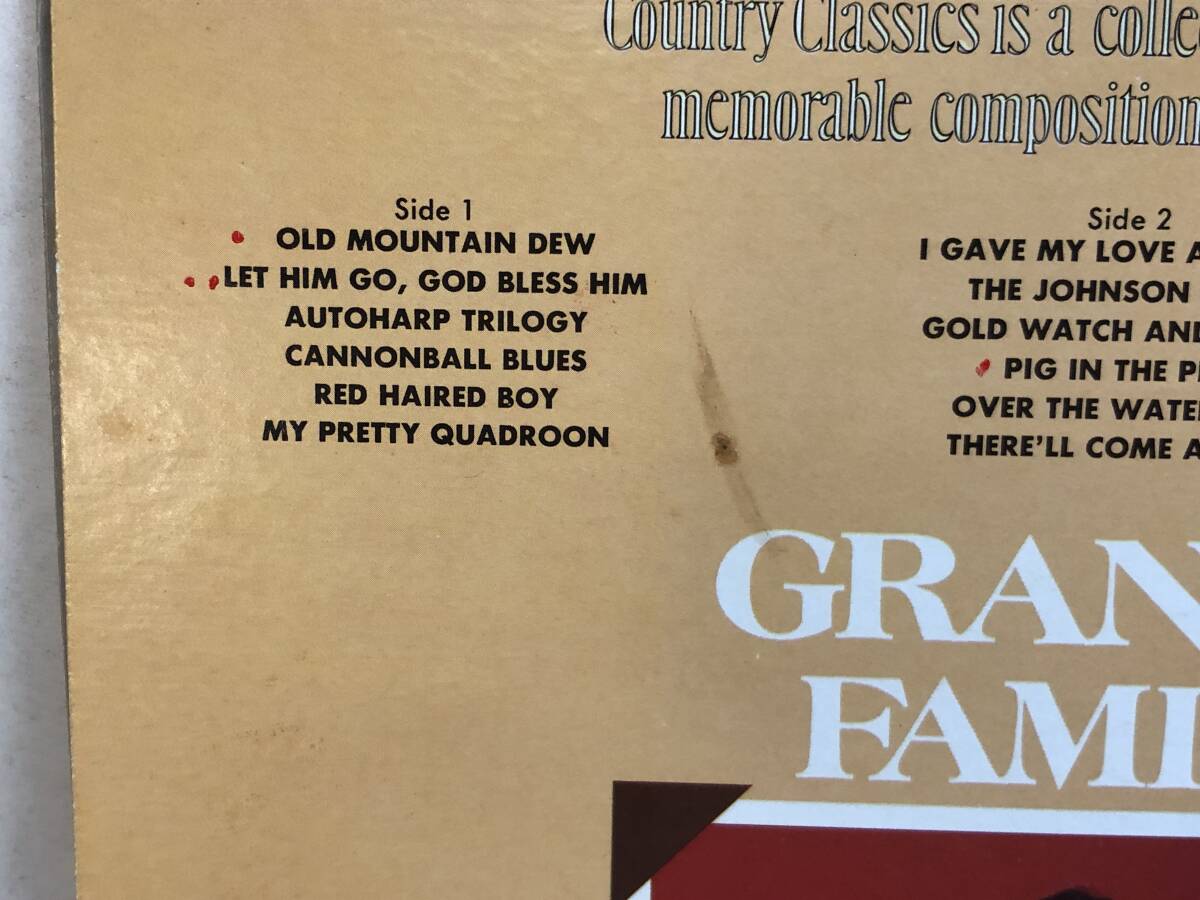 Country Classics is a collec
memorable composition
Side 1
OLD MOUNTAIN DEW
LET HIM GO, GOD BLESS HIM
AUTOHARP TRILOGY
CANNONBALL BLUES
RED HAIRED BOY
MY PRETTY QUADROON
Side 2
I GAVE MY LOVE A
THE JOHNSON
GOLD WATCH AND
PIG IN THE P
OVER THE WATE
THERE'LL COME A
GRAN
FAMI